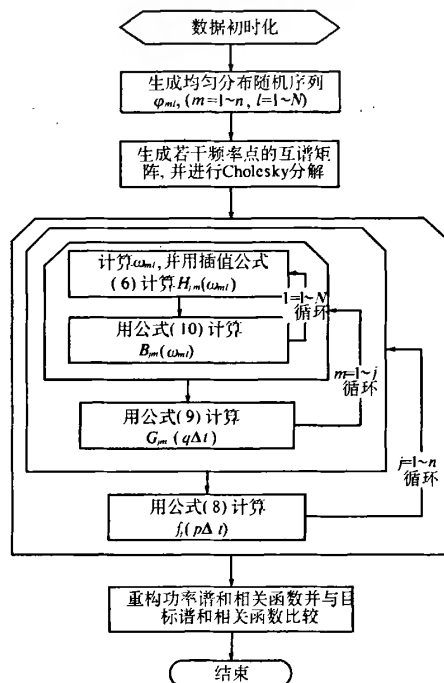 数据初时化
生成均匀分布随机序列
φml, (m=1~n, l=1~N)
生成若干频率点的互谱矩
阵,并进行Cholesky分解
计算ωml,并用插值公式
(6)计算Hjm(ωml)
l=1~N
循环
用公式(10)计算
Bjm(ωml)
m=1~j
循环
用公式(9)计算
Gjm(qΔt)
j=1~n
循环
用公式(8)计算
fj(pΔt)
重构功率谱和相关函数并与目
标谱和相关函数比较
结束